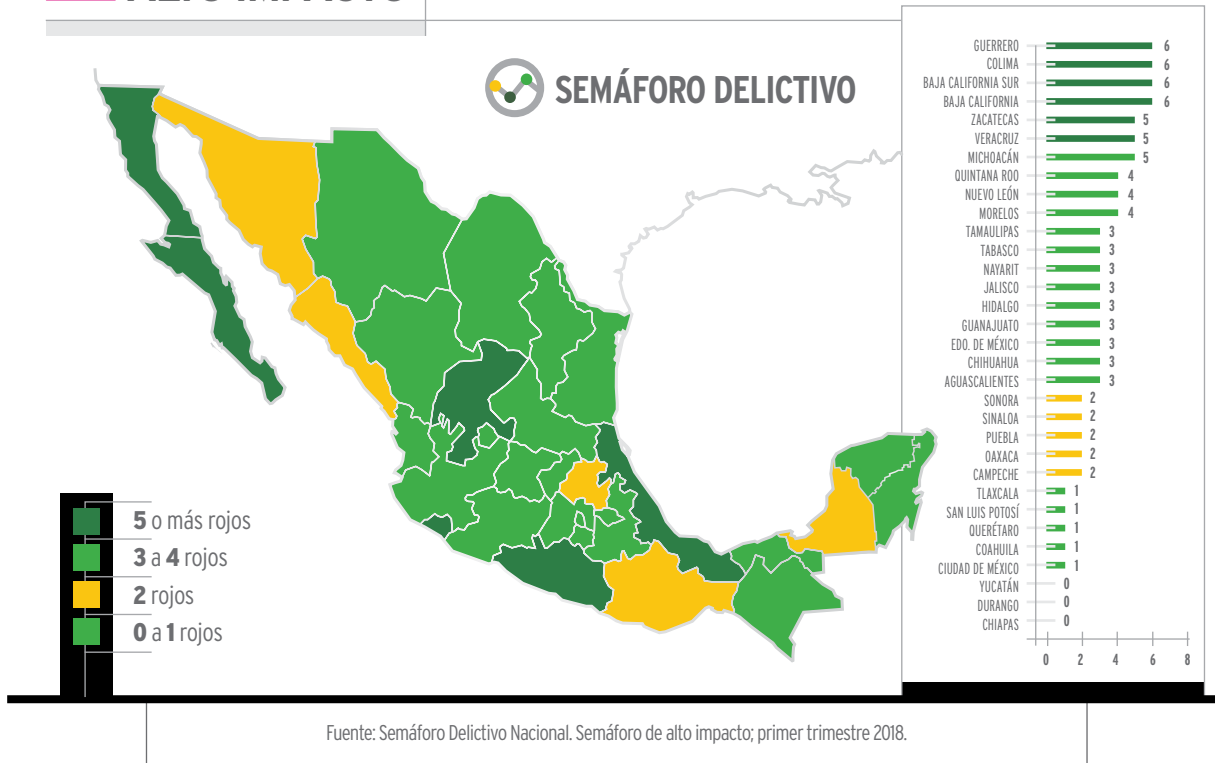 SEMÁFORO DELICTIVO
5 o más rojos
3 a 4 rojos
2 rojos
0 a 1 rojos
GUERRERO 6
COLIMA 6
BAJA CALIFORNIA SUR 6
BAJA CALIFORNIA 6
ZACATECAS 5
VERACRUZ 5
MICHOACÁN 5
QUINTANA ROO 4
NUEVO LEÓN 4
MORELOS 4
TAMAULIPAS 3
TABASCO 3
NAYARIT 3
JALISCO 3
HIDALGO 3
GUANAJUATO 3
EDO. DE MÉXICO 3
CHIHUAHUA 3
AGUASCALIENTES 3
SONORA 2
SINALOA 2
PUEBLA 2
OAXACA 2
CAMPECHE 2
TLAXCALA 1
SAN LUIS POTOSÍ 1
QUERÉTARO 1
COAHUILA 1
CIUDAD DE MÉXICO 1
YUCATÁN 0
DURANGO 0
CHIAPAS 0
0 2 4 6 8
Fuente: Semáforo Delictivo Nacional. Semáforo de alto impacto; primer trimestre 2018.